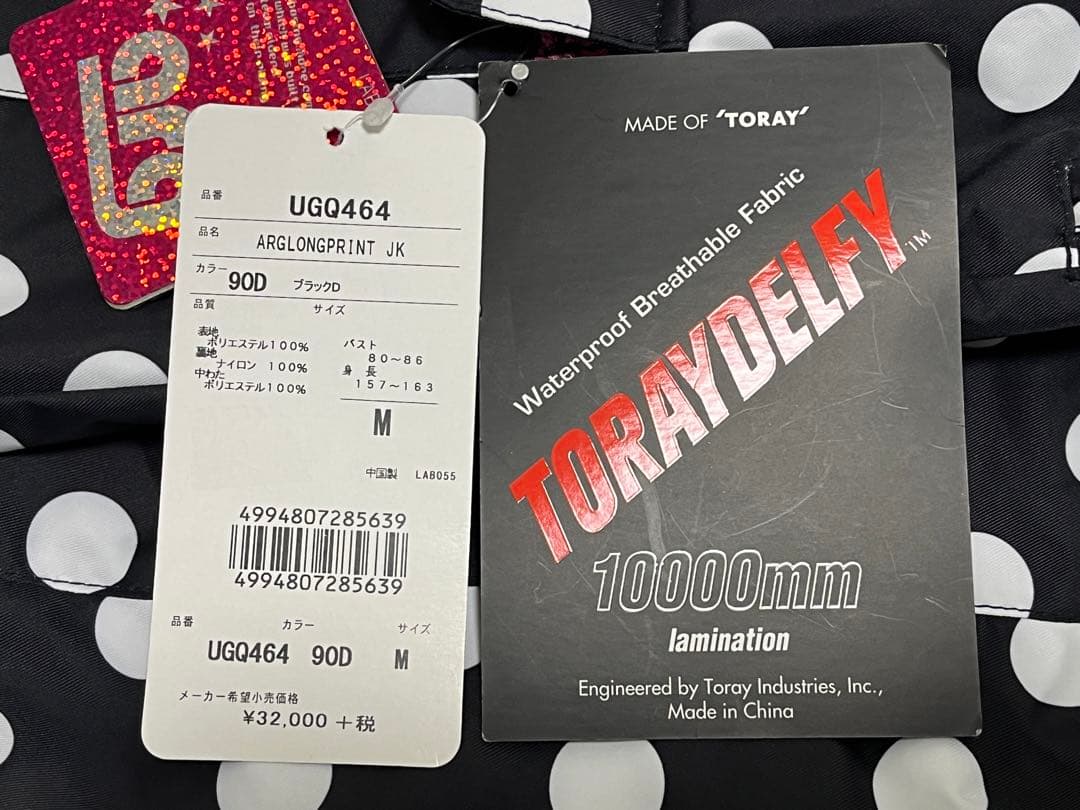 品番
UGQ464
品名
ARGLONGPRINT JK
カラー
90D ブラックD
品質
サイズ
表地
ポリエステル100%
裏地
ナイロン 100%
中わた
ポリエステル100%
バスト
80~86
身 長
157~163
M
中国製 LAB055
4994807285639
4994807285639
品番 カラー サイズ
UGQ464 90D M
メーカー希望小売価格
¥32,000 +税
MADE OF 'TORAY'
Waterproof Breathable Fabric
TORAYDELFY™
10000mm
lamination
Engineered by Toray Industries, Inc.,
Made in China